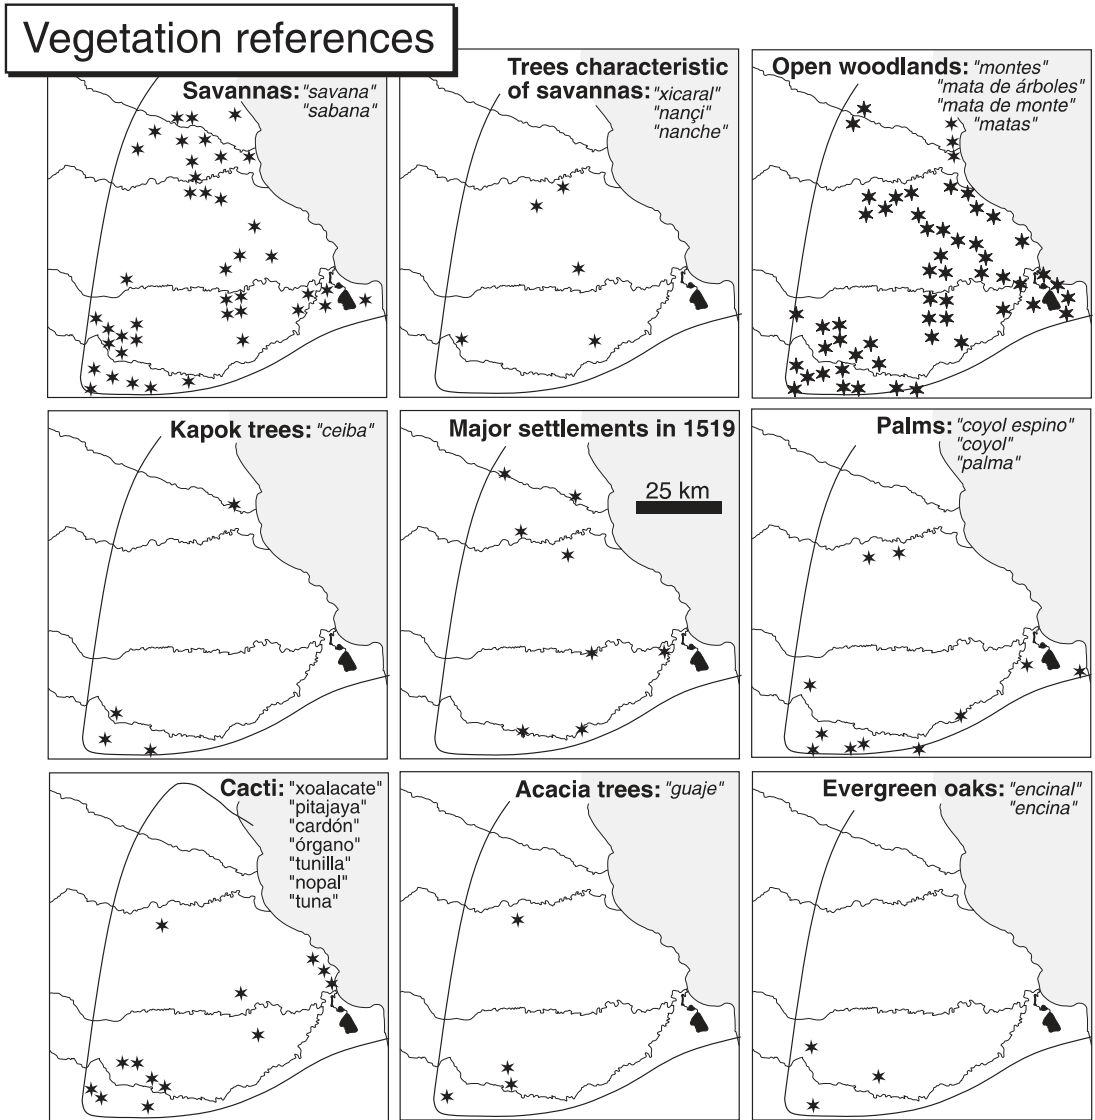 Vegetation references
Savannas: "savana"
"sabana"
Trees characteristic
of savannas: "xicaral"
"nançi"
"nanche"
Open woodlands: "montes"
"mata de árboles"
"mata de monte"
"matas"
Kapok trees: "ceiba"
Major settlements in 1519
25 km
Palms: "coyol espino"
"coyol"
"palma"
Cacti: "xoalacate"
"pitajaya"
"cardón"
"órgano"
"tunilla"
"nopal"
"tuna"
Acacia trees: "guaje"
Evergreen oaks: "encinal"
"encina"